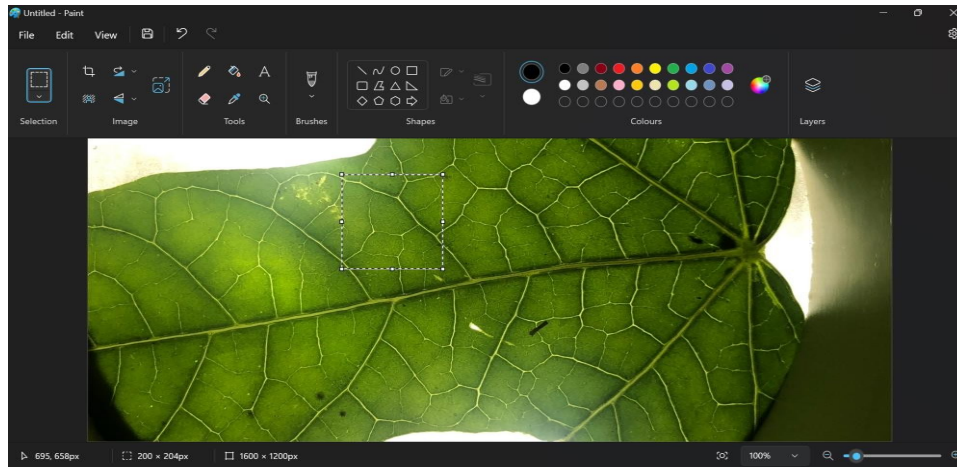 Untitled - Paint
File Edit View
A
Selection Image Tools Brushes Shapes Colours Layers
695, 658px 200 × 204px 1600 × 1200px 100%